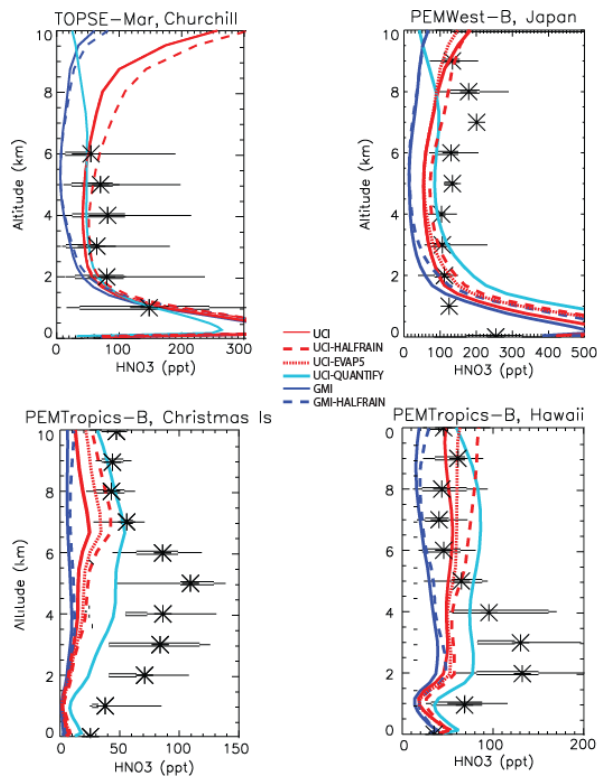 TOPSE-Mar, Churchill
10
8
6
4
2
0
Altitude (km)
0 100 200 300
HNO3 (ppt)
PEMWest-B, Japan
10
8
6
4
2
0
Altitude (km)
0 100 200 300 400 500
HNO3 (ppt)
UCI
UCI-HALFRAIN
UCI-EVAP5
UCI-QUANTIFY
GMI
GMI-HALFRAIN
PEMTropics-B, Christmas Is
10
8
6
4
2
0
Altitude (km)
0 50 100 150
HNO3 (ppt)
PEMTropics-B, Hawaii
0
8
6
4
2
0
Altitude (km)
0 100 200
HNO3 (ppt)